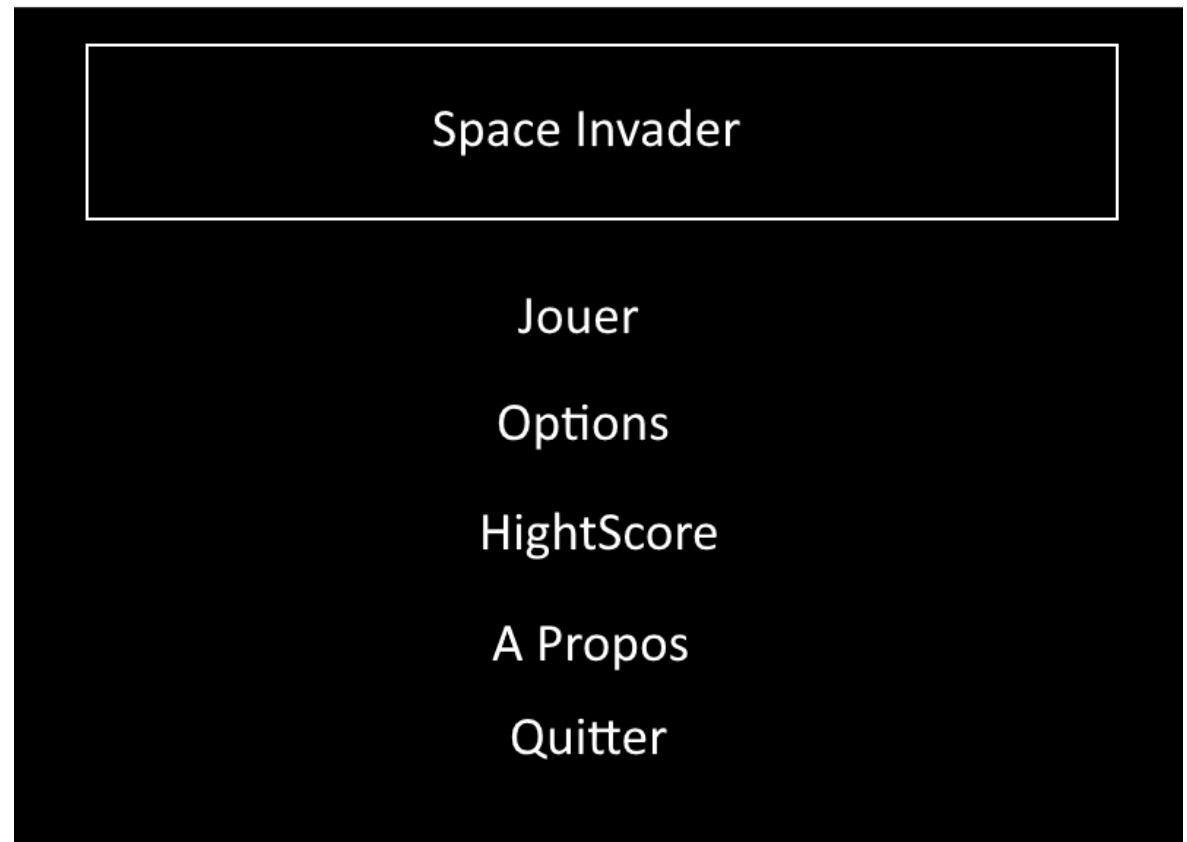 Space Invader
Jouer
Options
HightScore
A Propos
Quitter